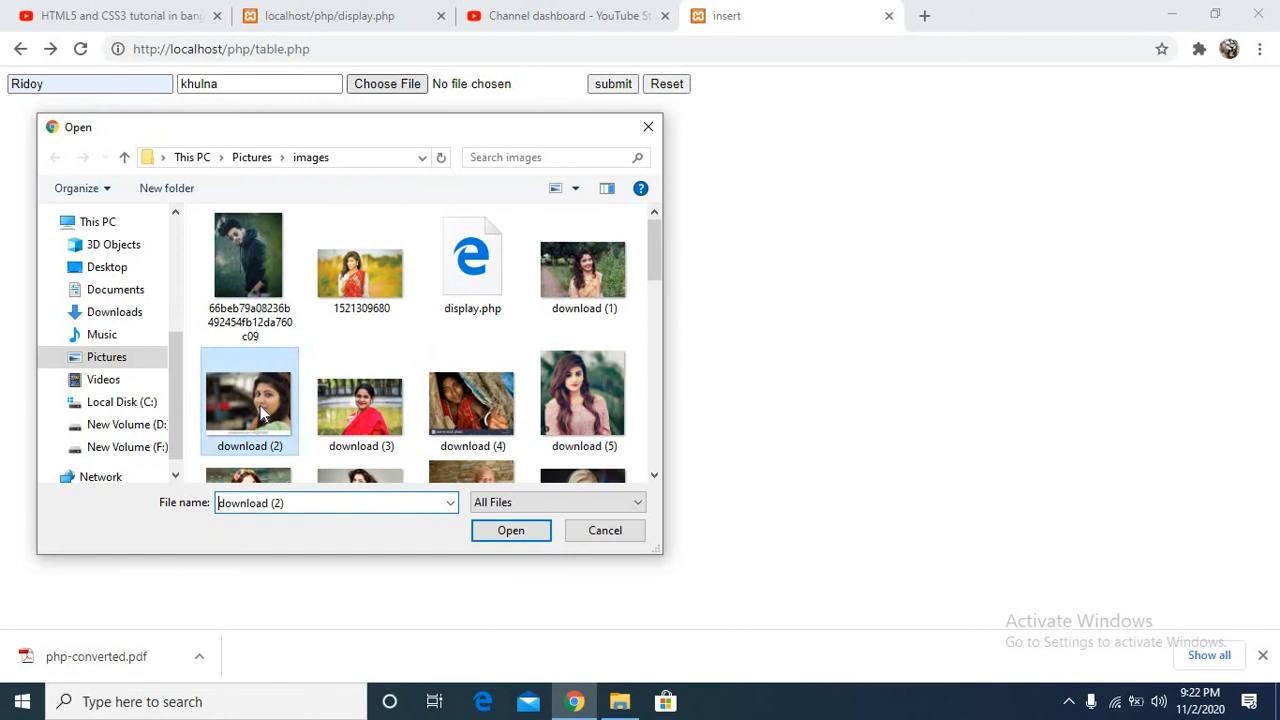 HTML5 and CSS3 tutorial in bang
localhost/php/display.php
Channel dashboard - YouTube St
insert
http://localhost/php/table.php
Ridoy
khulna
Choose File
No file chosen
submit
Reset
Open
This PC
Pictures
images
Search images
Organize
New folder
This PC
3D Objects
Desktop
Documents
Downloads
Music
Pictures
Videos
Local Disk (C:)
New Volume (D:
New Volume (F:)
Network
66beb79a08236b
492454fb12da760
c09
1521309680
display.php
download (1)
download (2)
download (3)
download (4)
download (5)
File name:
download (2)
All Files
Open
Cancel
Activate Windows
Go to Settings to activate Windows.
php-converted.pdf
Show all
Type here to search
9:22 PM
11/2/2020